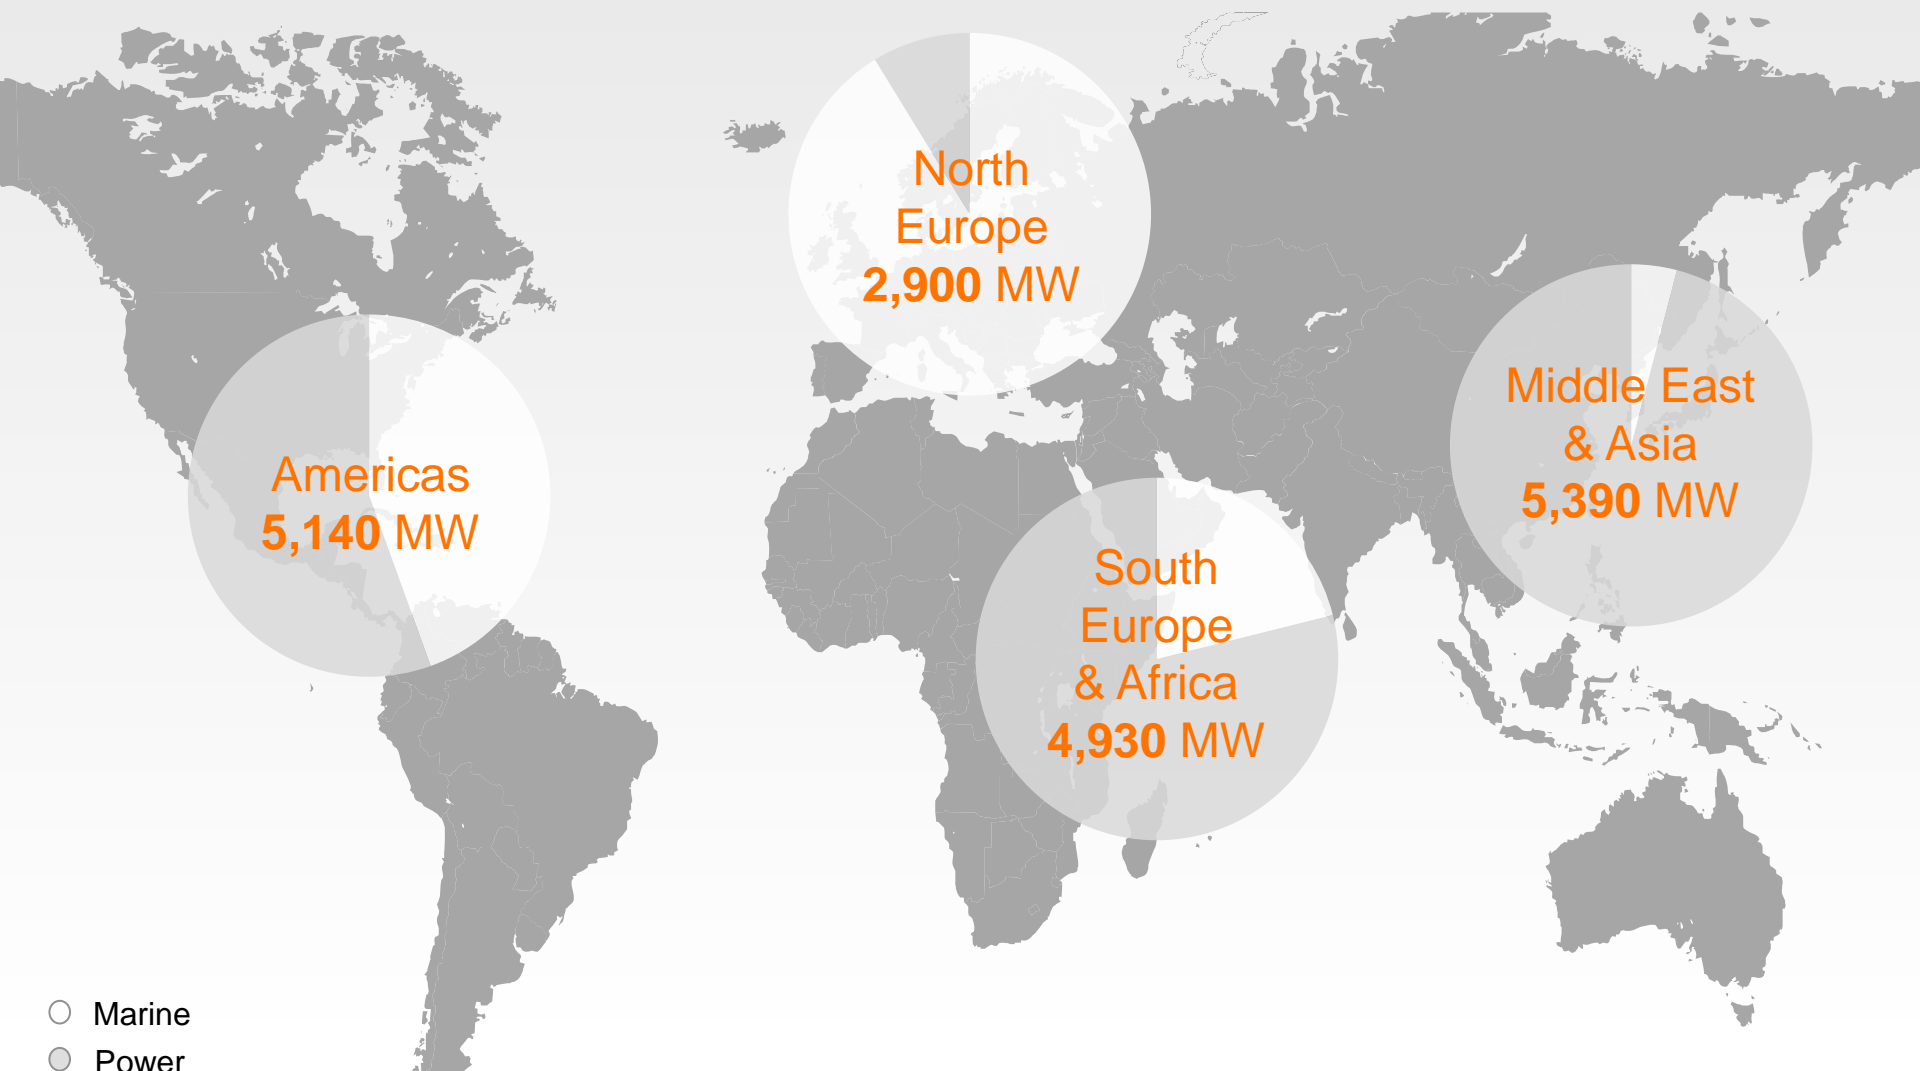 North
Europe
2,900 MW
Middle East
& Asia
5,390 MW
Americas
5,140 MW
South
Europe
& Africa
4,930 MW
Marine
Power